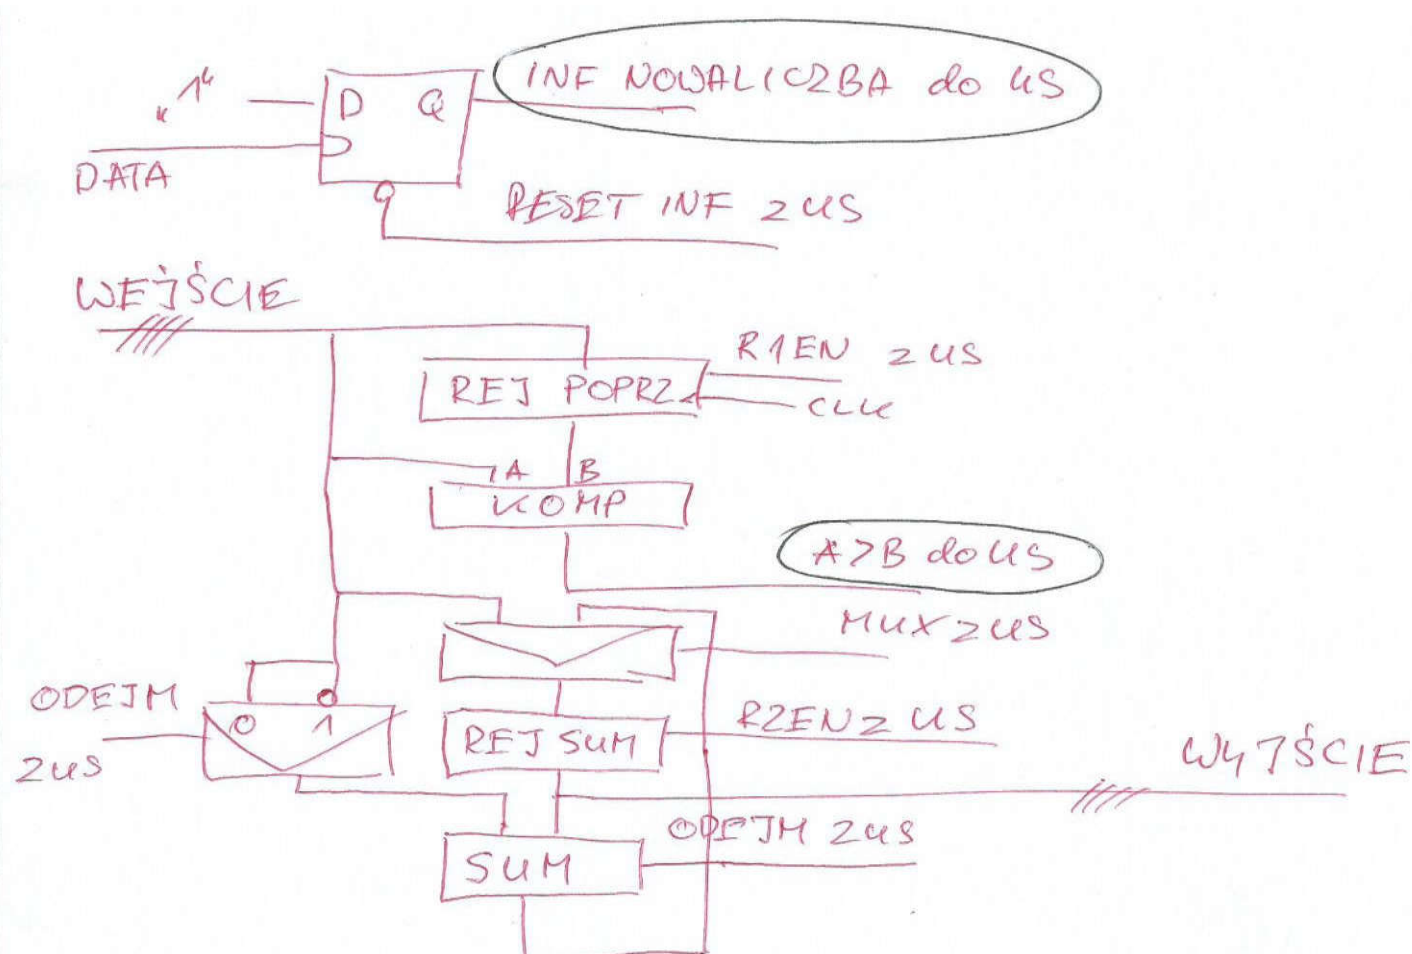 INF NOWALICZBA do US
„1“
D Q
DATA
RESET INF z US
WEJŚCIE
R1EN z US
REJ POPRZ
CLK
A B
KOMP
A>B do US
MUX z US
ODEJM
z US
0 1
REJ SUM
R2EN z US
WYJŚCIE
ODEJM z US
SUM